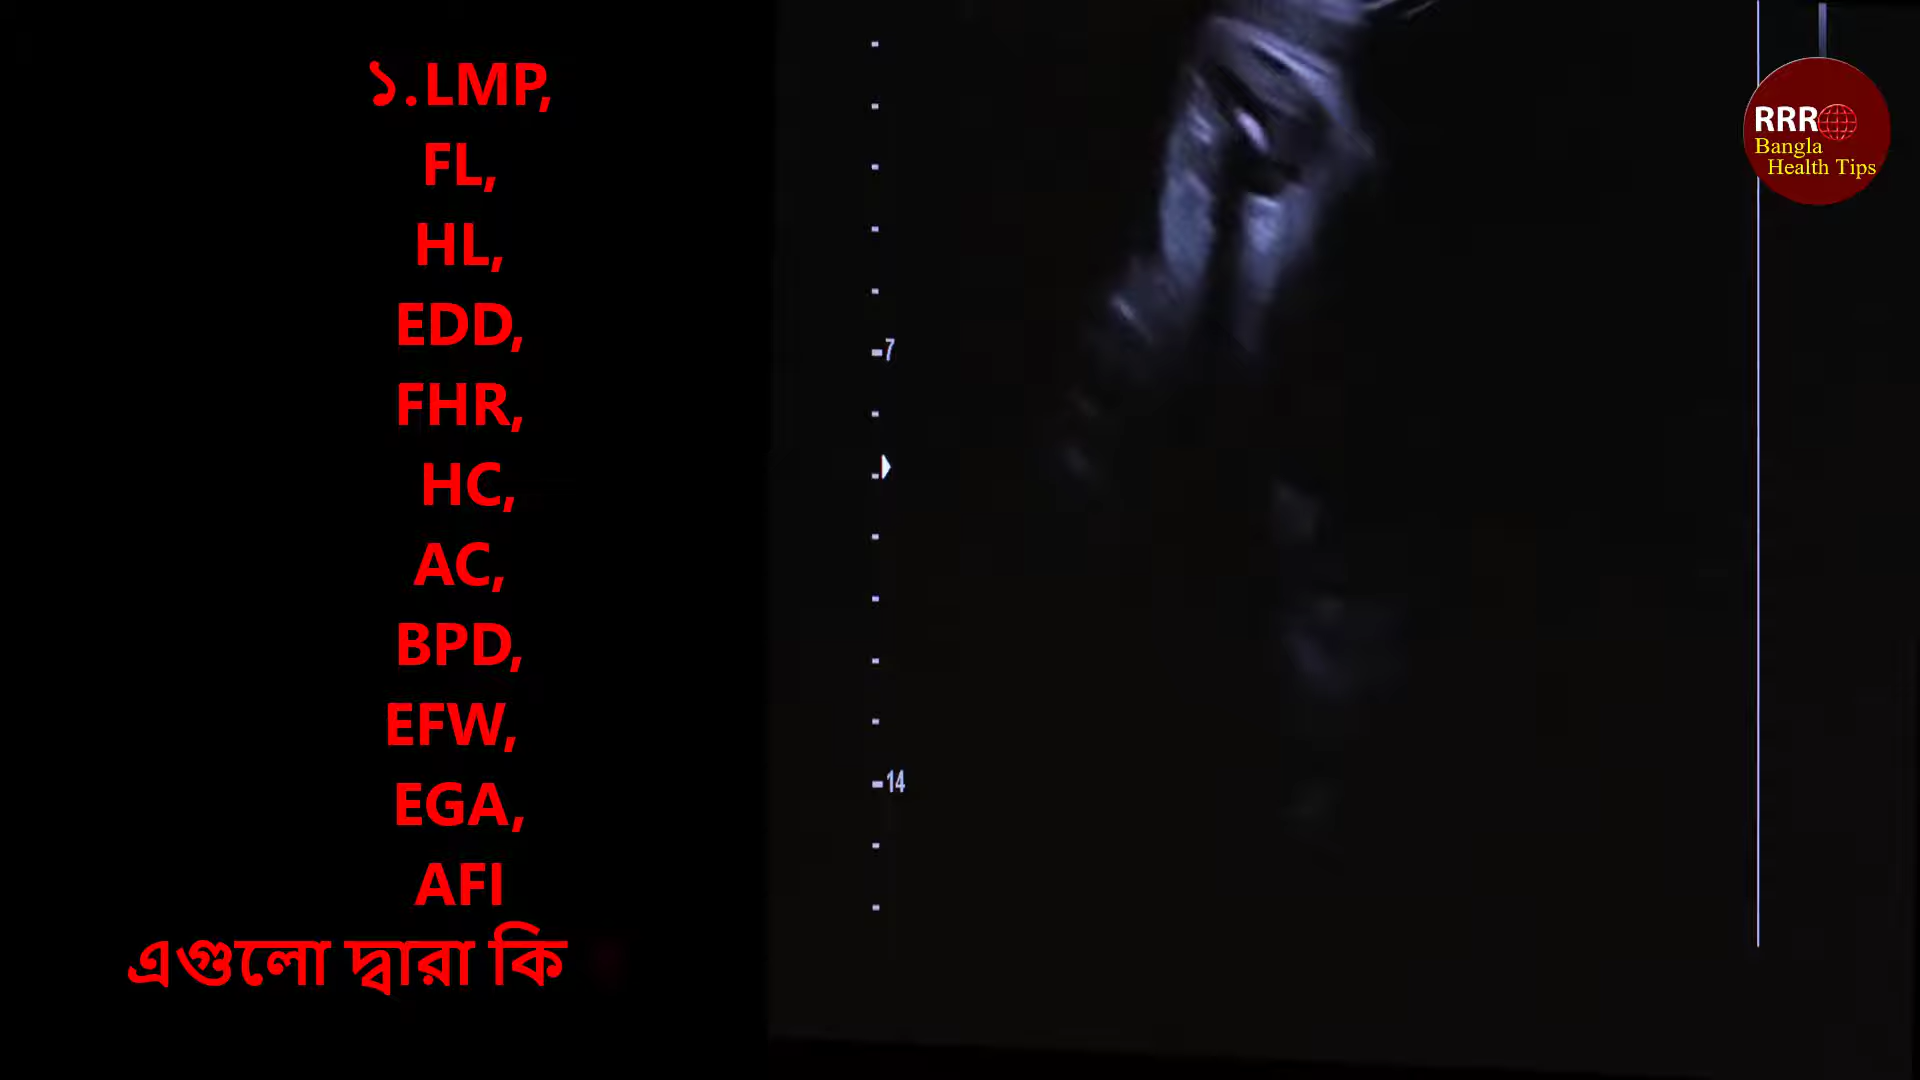 ১.LMP,
FL,
HL,
EDD,
FHR,
HC,
AC,
BPD,
EFW,
EGA,
AFI
এগুলো দ্বারা কি
7
14
RRR
Bangla
Health Tips